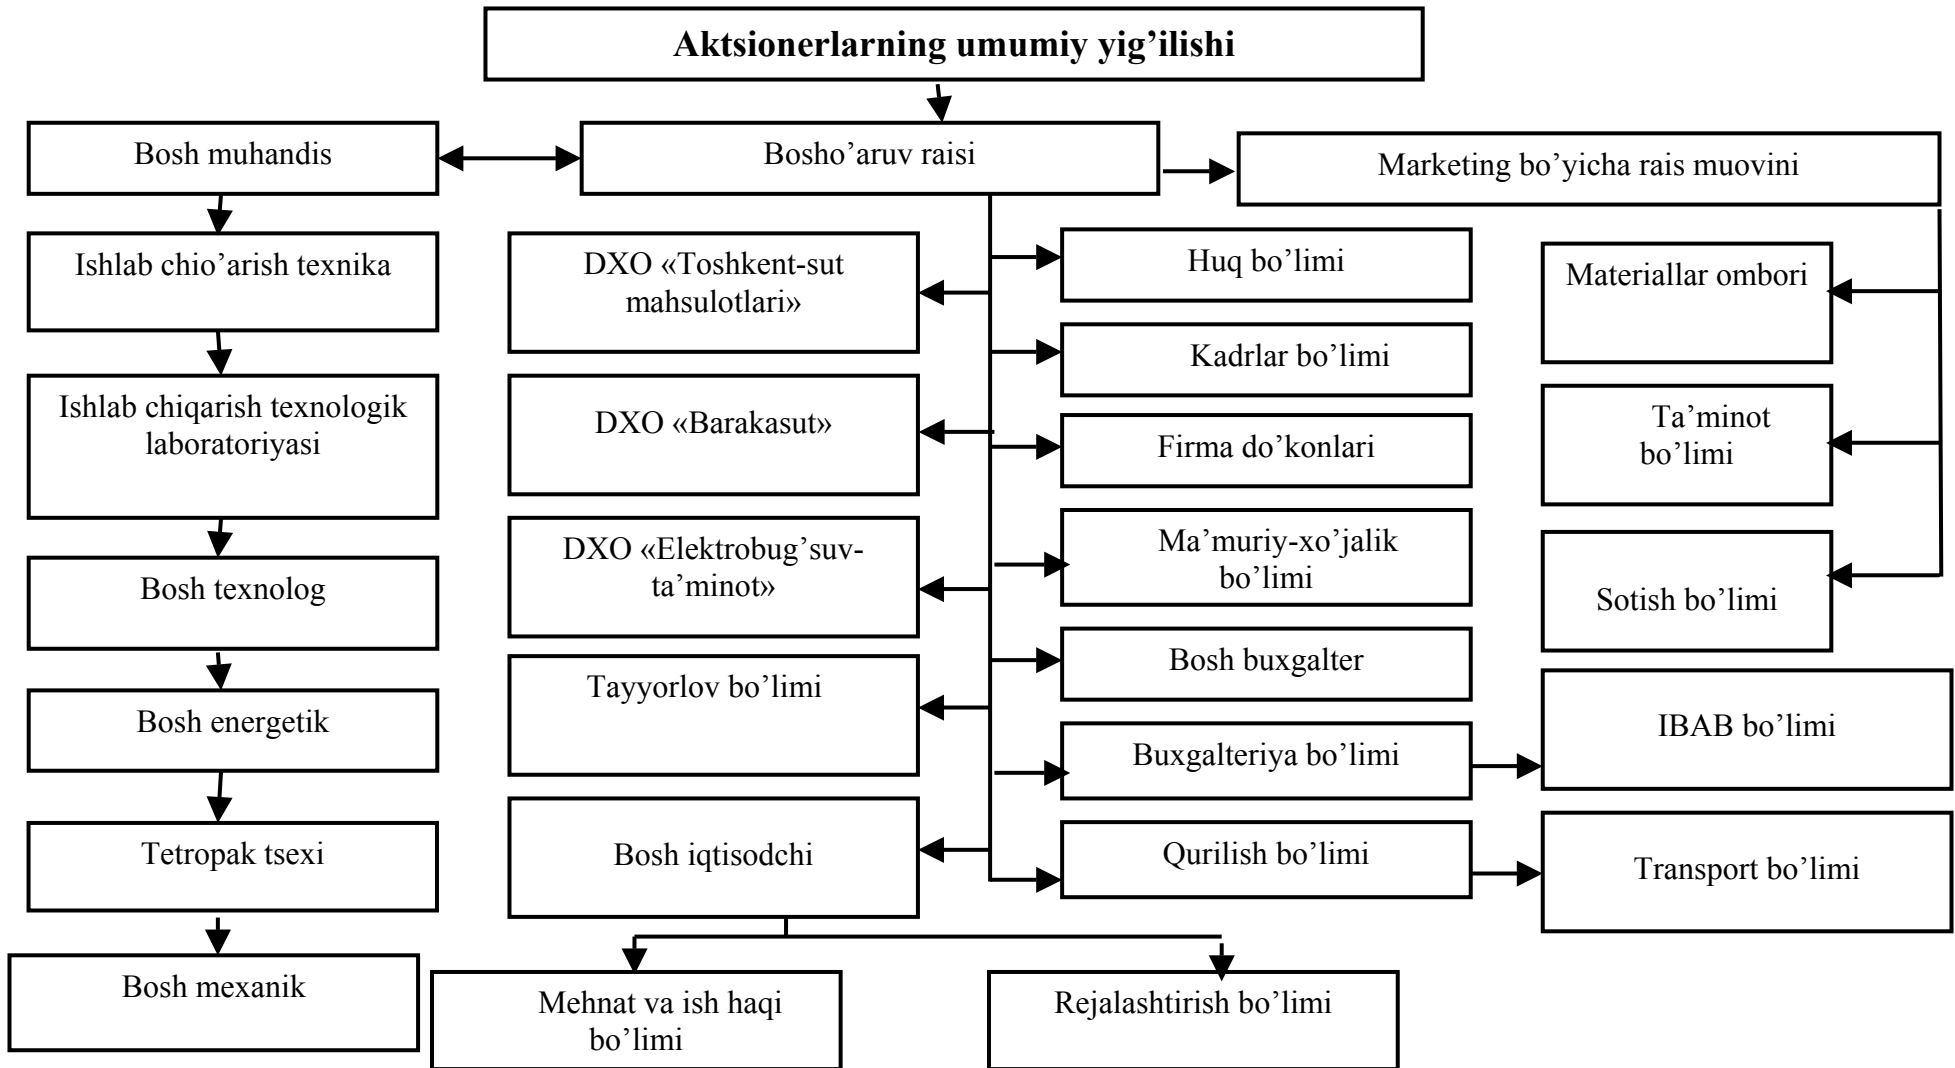 Aktsionerlarning umumiy yig’ilishi
Bosh muhandis
Bosho’aruv raisi
Marketing bo’yicha rais muovini
Ishlab chio’arish texnika
Ishlab chiqarish texnologik
laboratoriyasi
Bosh texnolog
Bosh energetik
Tetropak tsexi
Bosh mexanik
DXO «Toshkent-sut
mahsulotlari»
DXO «Barakasut»
DXO «Elektrobug’suv-
ta’minot»
Tayyorlov bo’limi
Bosh iqtisodchi
Mehnat va ish haqi
bo’limi
Rejalashtirish bo’limi
Huq bo’limi
Kadrlar bo’limi
Firma do’konlari
Ma’muriy-xo’jalik
bo’limi
Bosh buxgalter
Buxgalteriya bo’limi
Qurilish bo’limi
Materiallar ombori
Ta’minot
bo’limi
Sotish bo’limi
IBAB bo’limi
Transport bo’limi